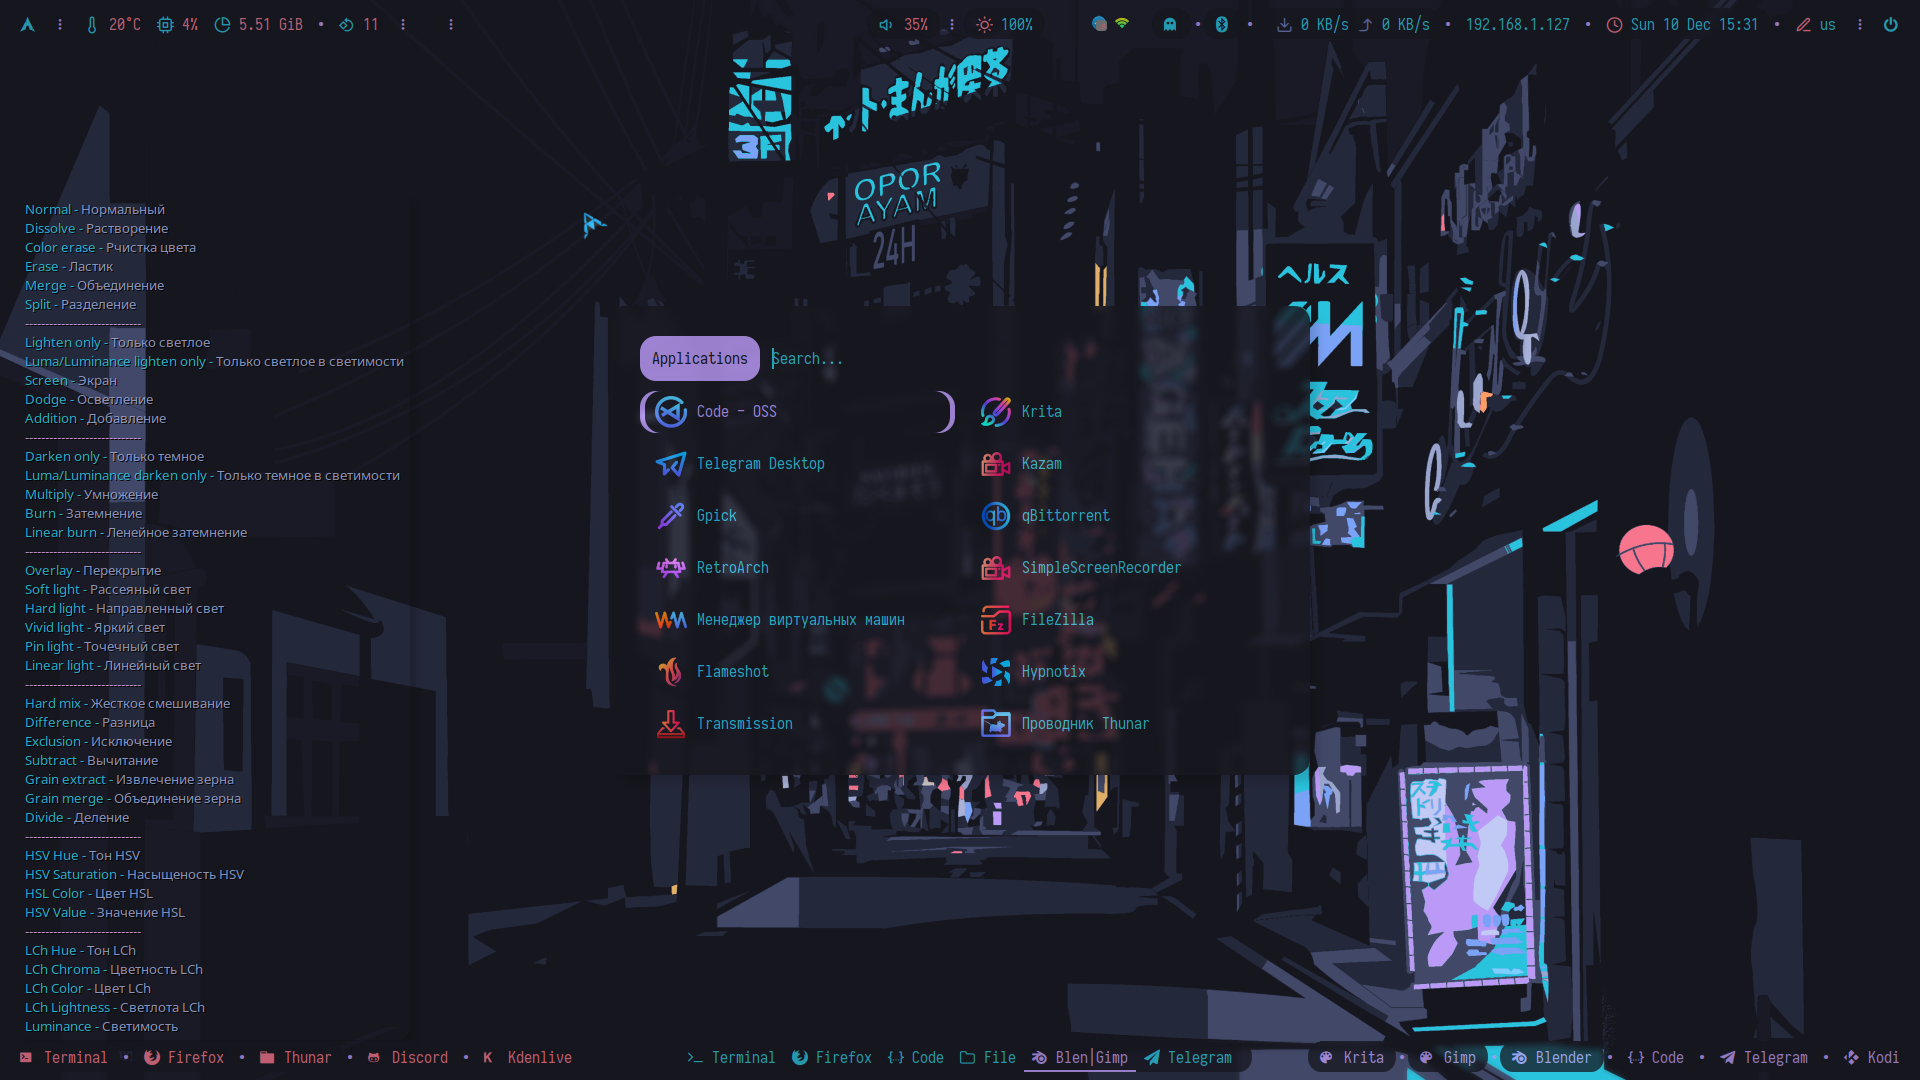 20°C 4% 5.51 GiB • 11
35% 100%
0 KB/s 0 KB/s • 192.168.1.127 • Sun 10 Dec 15:31 • us
ヘルス
OPOR
AYAM
24H
Normal - Нормальный
Dissolve - Растворение
Color erase - Рчистка цвета
Erase - Ластик
Merge - Объединение
Split - Разделение
-----------------------------
Lighten only - Только светлое
Luma/Luminance lighten only - Только светлое в светимости
Screen - Экран
Dodge - Осветление
Addition - Добавление
-----------------------------
Darken only - Только темное
Luma/Luminance darken only - Только темное в светимости
Multiply - Умножение
Burn - Затемнение
Linear burn - Ленейное затемнение
-----------------------------
Overlay - Перекрытие
Soft light - Рассеяный свет
Hard light - Направленный свет
Vivid light - Яркий свет
Pin light - Точечный свет
Linear light - Линейный свет
-----------------------------
Hard mix - Жесткое смешивание
Difference - Разница
Exclusion - Исключение
Subtract - Вычитание
Grain extract - Извлечение зерна
Grain merge - Объединение зерна
Divide - Деление
-----------------------------
HSV Hue - Тон HSV
HSV Saturation - Насыщеность HSV
HSL Color - Цвет HSL
HSV Value - Значение HSL
-----------------------------
LCh Hue - Тон LCh
LCh Chroma - Цветность LCh
LCh Color - Цвет LCh
LCh Lightness - Светлота LCh
Luminance - Светимость
Applications Search...
Code - OSS
Telegram Desktop
Gpick
RetroArch
Менеджер виртуальных машин
Flameshot
Transmission
Krita
Kazam
qBittorrent
SimpleScreenRecorder
FileZilla
Hypnotix
Проводник Thunar
Terminal • Firefox • Thunar • Discord • Kdenlive
Terminal Firefox Code File Blen|Gimp Telegram
Krita • Gimp • Blender • Code • Telegram • Kodi